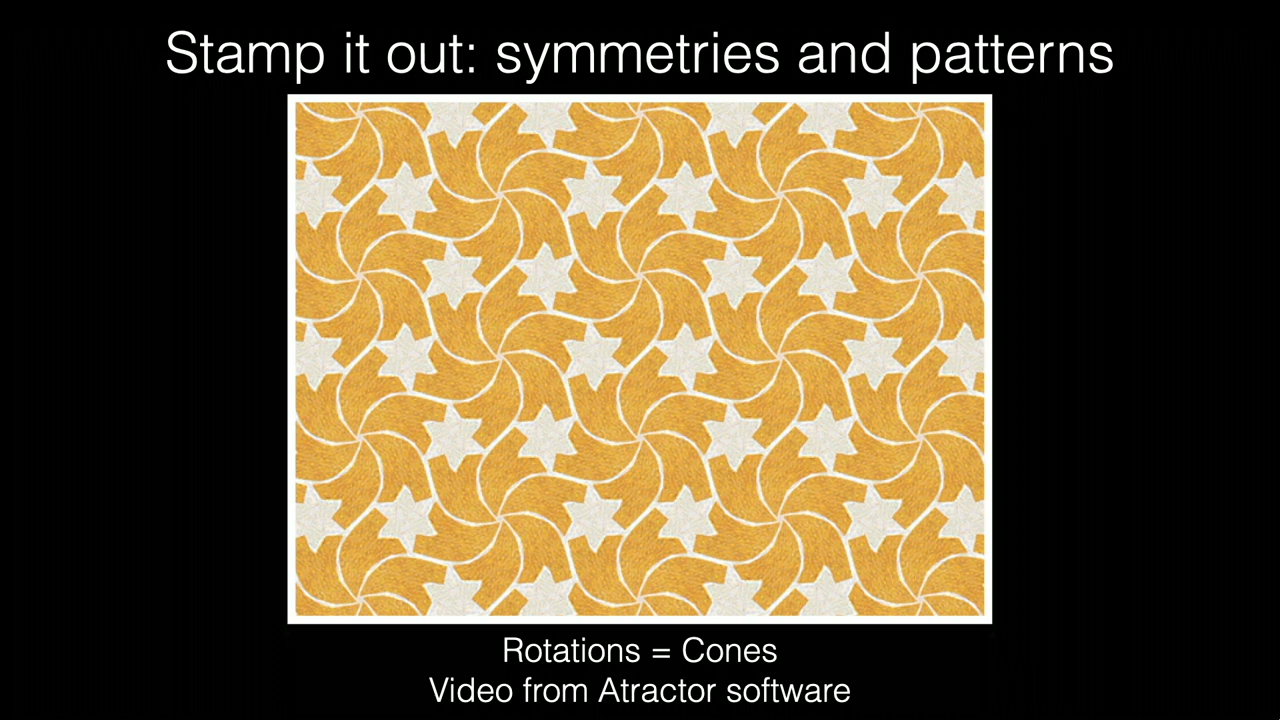 Stamp it out: symmetries and patterns
Rotations = Cones
Video from Atractor software